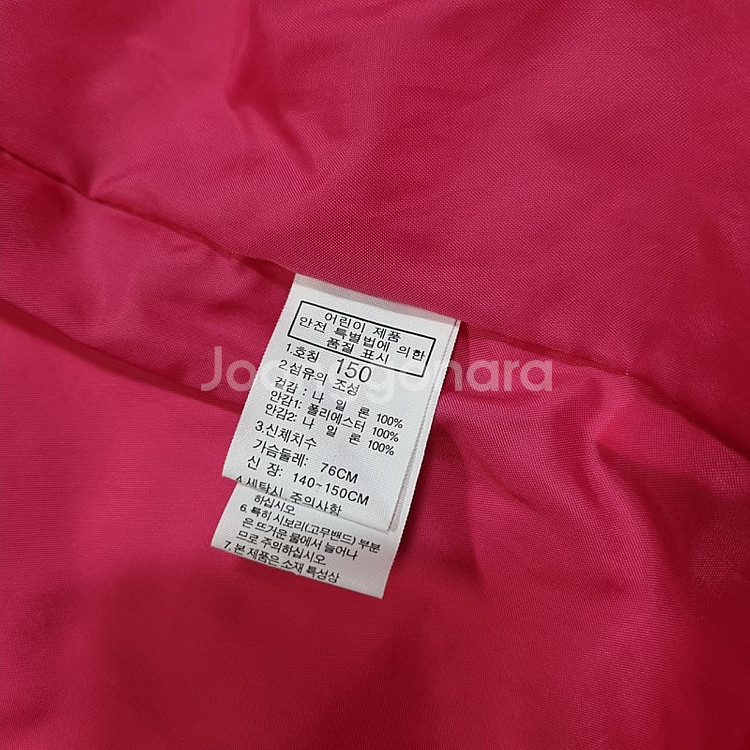 어린이 제품
안전 특별법에 의한
품질 표시
1.호칭 150
2.섬유의 조성
겉감 : 나 일 론 100%
안감1: 폴리에스터 100%
안감2: 나 일 론 100%
3.신체치수
가슴둘레: 76CM
신 장: 140~150CM
4.세탁시 주의사항
하십시오
6. 특히 시보리(고무밴드) 부분
은 뜨거운 물에서 늘어나
므로 주의하십시오.
7. 본 제품은 소재 특성상
Joonggonara